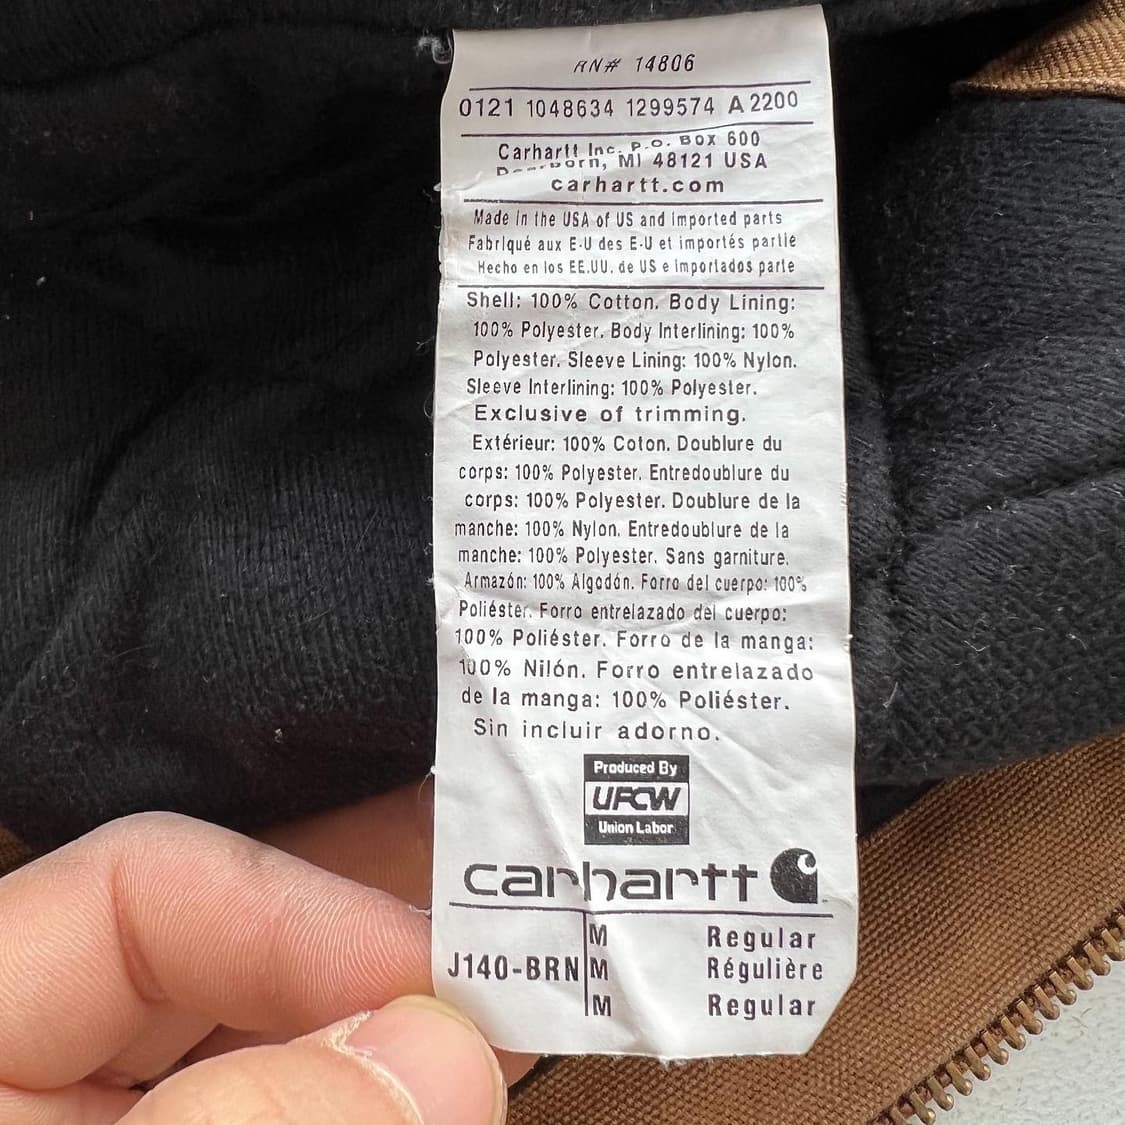 RN# 14806
0121 1048634 1299574 A 2200
Carhartt Inc. P.O. Box 600
Dearborn, MI 48121 USA
carhartt.com
Made in the USA of US and Imported parts
Fabriqué aux E-U des E-U et importés partie
Hecho en los EE.UU. de US e Importados parte
Shell: 100% Cotton. Body Lining:
100% Polyester. Body Interlining: 100%
Polyester. Sleeve Lining: 100% Nylon.
Sleeve Interlining: 100% Polyester.
Exclusive of trimming.
Extérieur: 100% Coton. Doublure du
corps: 100% Polyester. Entredoublure du
corps: 100% Polyester. Doublure de la
manche: 100% Nylon. Entredoublure de la
manche: 100% Polyester. Sans garniture.
Armazón: 100% Algodón. Forro del cuerpo: 100%
Poliéster. Forro entrelazado del cuerpo:
100% Poliéster. Forro de la manga:
100% Nilón. Forro entrelazado
de la manga: 100% Poliéster.
Sin incluir adorno.
Produced By
UFCW
Union Labor
carhartt
M Regular
J140-BRN M Régulière
M Regular